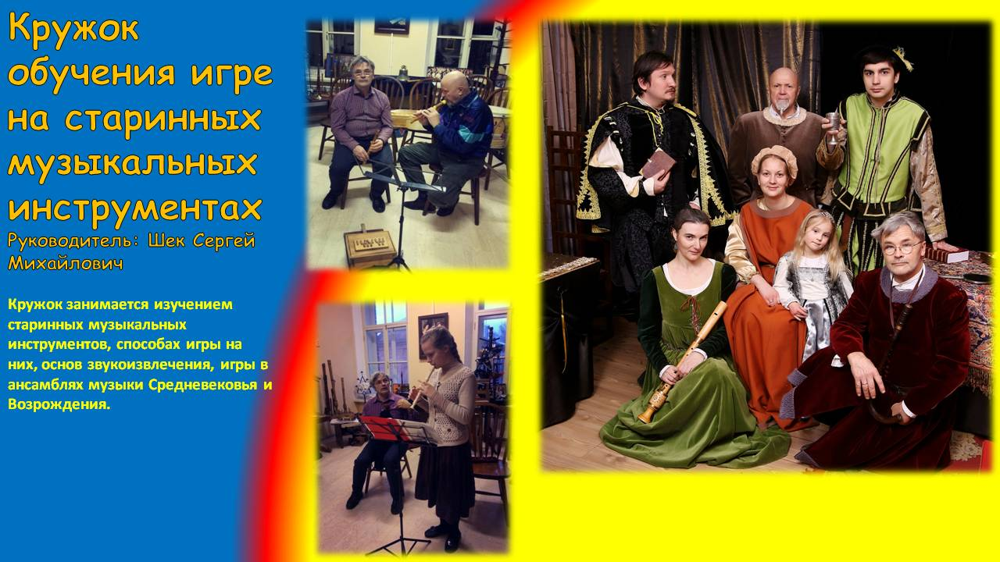 Кружок
обучения игре
на старинных
музыкальных
инструментах
Руководитель: Шек Сергей
Михайлович
Кружок занимается изучением
старинных музыкальных
инструментов, способах игры на
них, основ звукоизвлечения, игры в
ансамблях музыки Средневековья и
Возрождения.